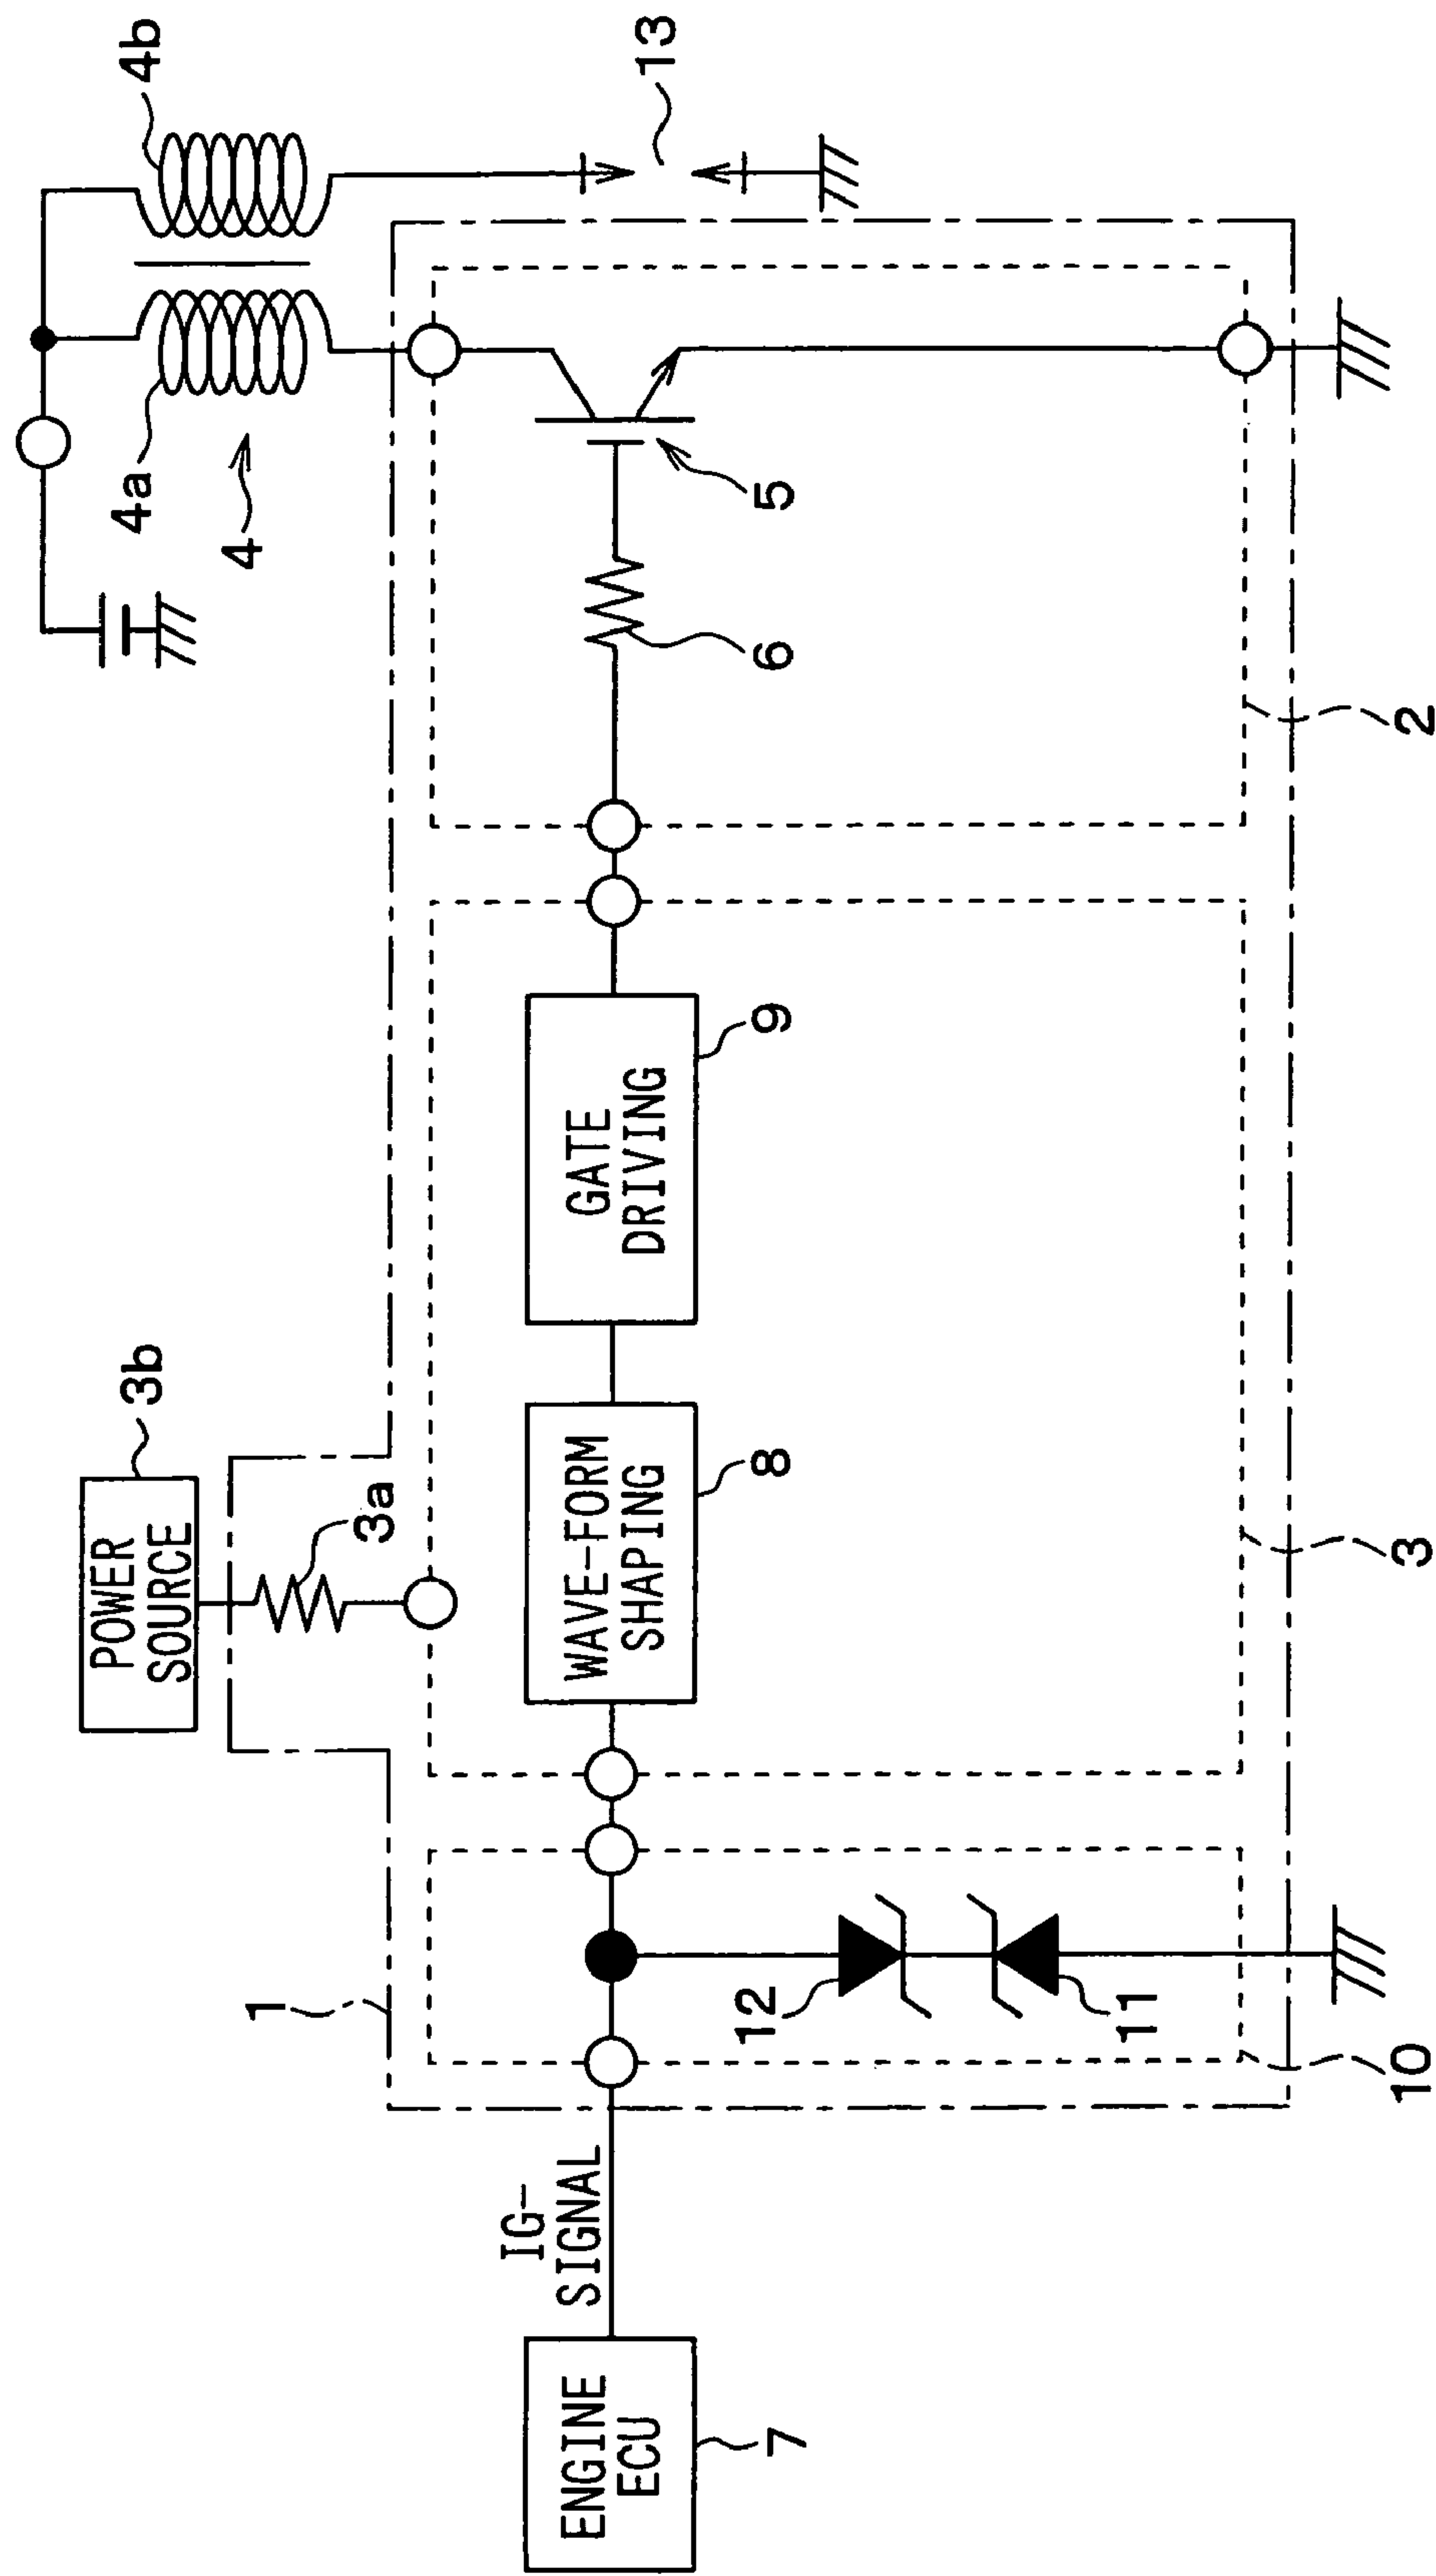 4b
13
4a
4
5
6
2
9
GATE
DRIVING
3b
POWER
SOURCE
3a
WAVE-FORM
SHAPING
8
3
1
12
11
10
IG-
SIGNAL
ENGINE
ECU
7